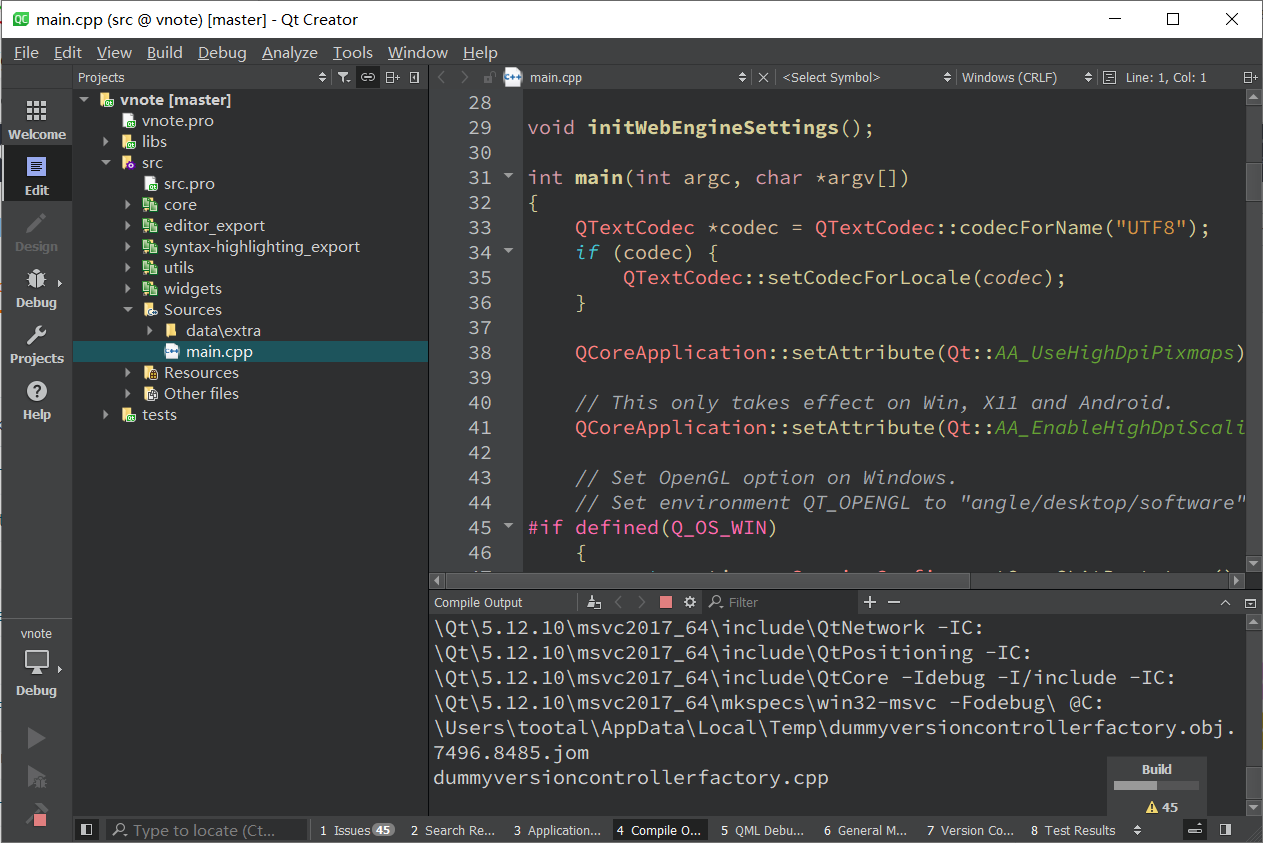 main.cpp (src @ vnote) [master] - Qt Creator
File Edit View Build Debug Analyze Tools Window Help
Projects
main.cpp
<Select Symbol>
Windows (CRLF)
Line: 1, Col: 1
Welcome
Edit
Design
Debug
Projects
Help
vnote
Debug
vnote [master]
vnote.pro
libs
src
src.pro
core
editor_export
syntax-highlighting_export
utils
widgets
Sources
data\extra
main.cpp
Resources
Other files
tests
28
29 void initWebEngineSettings();
30
31 int main(int argc, char *argv[])
32 {
33 QTextCodec *codec = QTextCodec::codecForName("UTF8");
34 if (codec) {
35 QTextCodec::setCodecForLocale(codec);
36 }
37
38 QCoreApplication::setAttribute(Qt::AA_UseHighDpiPixmaps)
39
40 // This only takes effect on Win, X11 and Android.
41 QCoreApplication::setAttribute(Qt::AA_EnableHighDpiScali
42
43 // Set OpenGL option on Windows.
44 // Set environment QT_OPENGL to "angle/desktop/software"
45 #if defined(Q_OS_WIN)
46 {
Compile Output
Filter
\Qt\5.12.10\msvc2017_64\include\QtNetwork -IC:
\Qt\5.12.10\msvc2017_64\include\QtPositioning -IC:
\Qt\5.12.10\msvc2017_64\include\QtCore -Idebug -I/include -IC:
\Qt\5.12.10\msvc2017_64\mkspecs\win32-msvc -Fodebug\ @C:
\Users\tootal\AppData\Local\Temp\dummyversioncontrollerfactory.obj.
7496.8485.jom
dummyversioncontrollerfactory.cpp
Build
45
Type to locate (Ct...
1 Issues 45
2 Search Re...
3 Application...
4 Compile O...
5 QML Debu...
6 General M...
7 Version Co...
8 Test Results